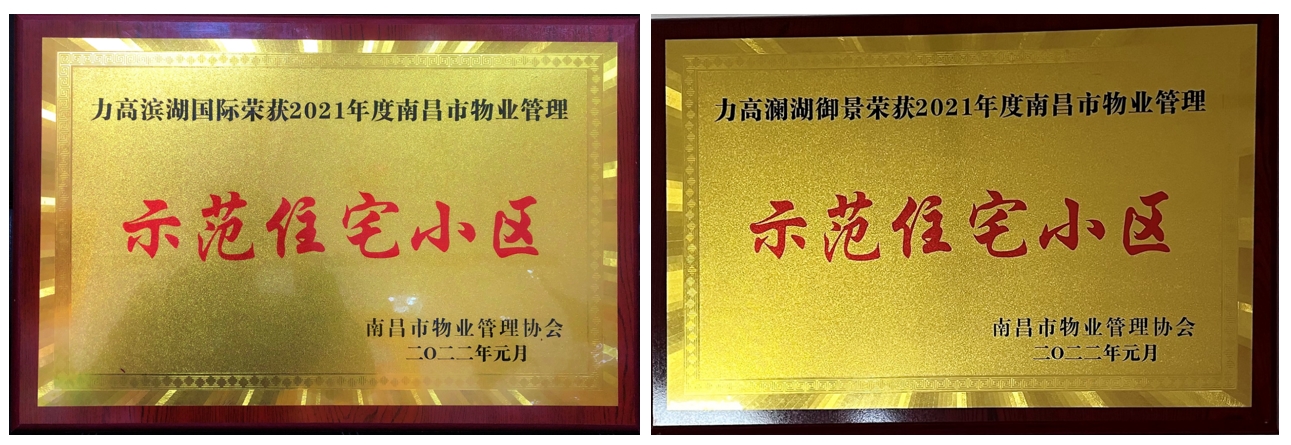 力高滨湖国际荣获2021年度南昌市物业管理
示范住宅小区
南昌市物业管理协会
二〇二二年元月
力高澜湖御景荣获2021年度南昌市物业管理
示范住宅小区
南昌市物业管理协会
二〇二二年元月